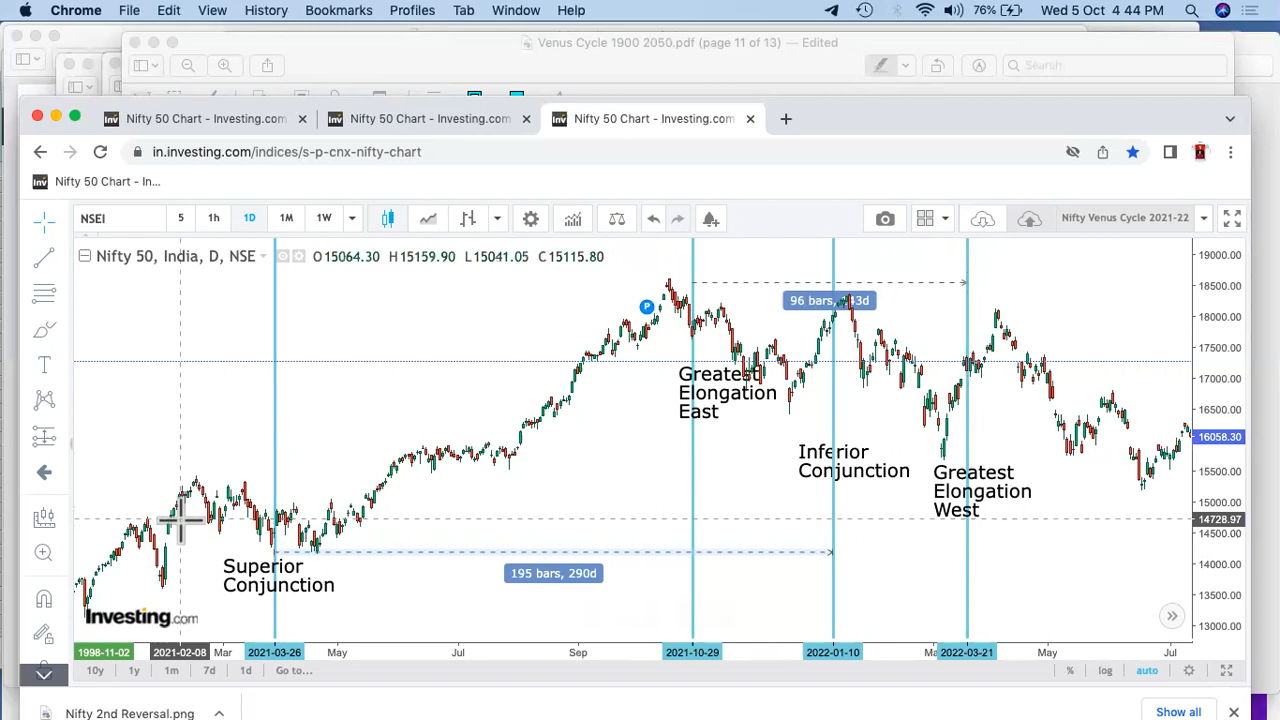 Chrome File Edit View History Bookmarks Profiles Tab Window Help 76% Wed 5 Oct 4:44 PM
Venus Cycle 1900 2050.pdf (page 11 of 13) — Edited
Search
Nifty 50 Chart - Investing.com Nifty 50 Chart - Investing.com Nifty 50 Chart - Investing.com
in.investing.com/indices/s-p-cnx-nifty-chart
Nifty 50 Chart - In...
NSEI 5 1h 1D 1M 1W Nifty Venus Cycle 2021-22
Nifty 50, India, D, NSE O15064.30 H15159.90 L15041.05 C15115.80
19000.00
18500.00
96 bars,
P
18000.00
17500.00
17000.00
16500.00
16058.30
15500.00
15000.00
14728.97
14000.00
13500.00
13000.00
Greatest
Elongation
East
Inferior
Conjunction
Greatest
Elongation
West
Superior
Conjunction
195 bars, 290d
Investing.com
1998-11-02 2021-02-08 Mar 2021-03-26 May Jul Sep 2021-10-29 2022-01-10 2022-03-21 May Jul
10y 1y 1m 7d 1d Go to... % log auto
Nifty 2nd Reversal.png Show all